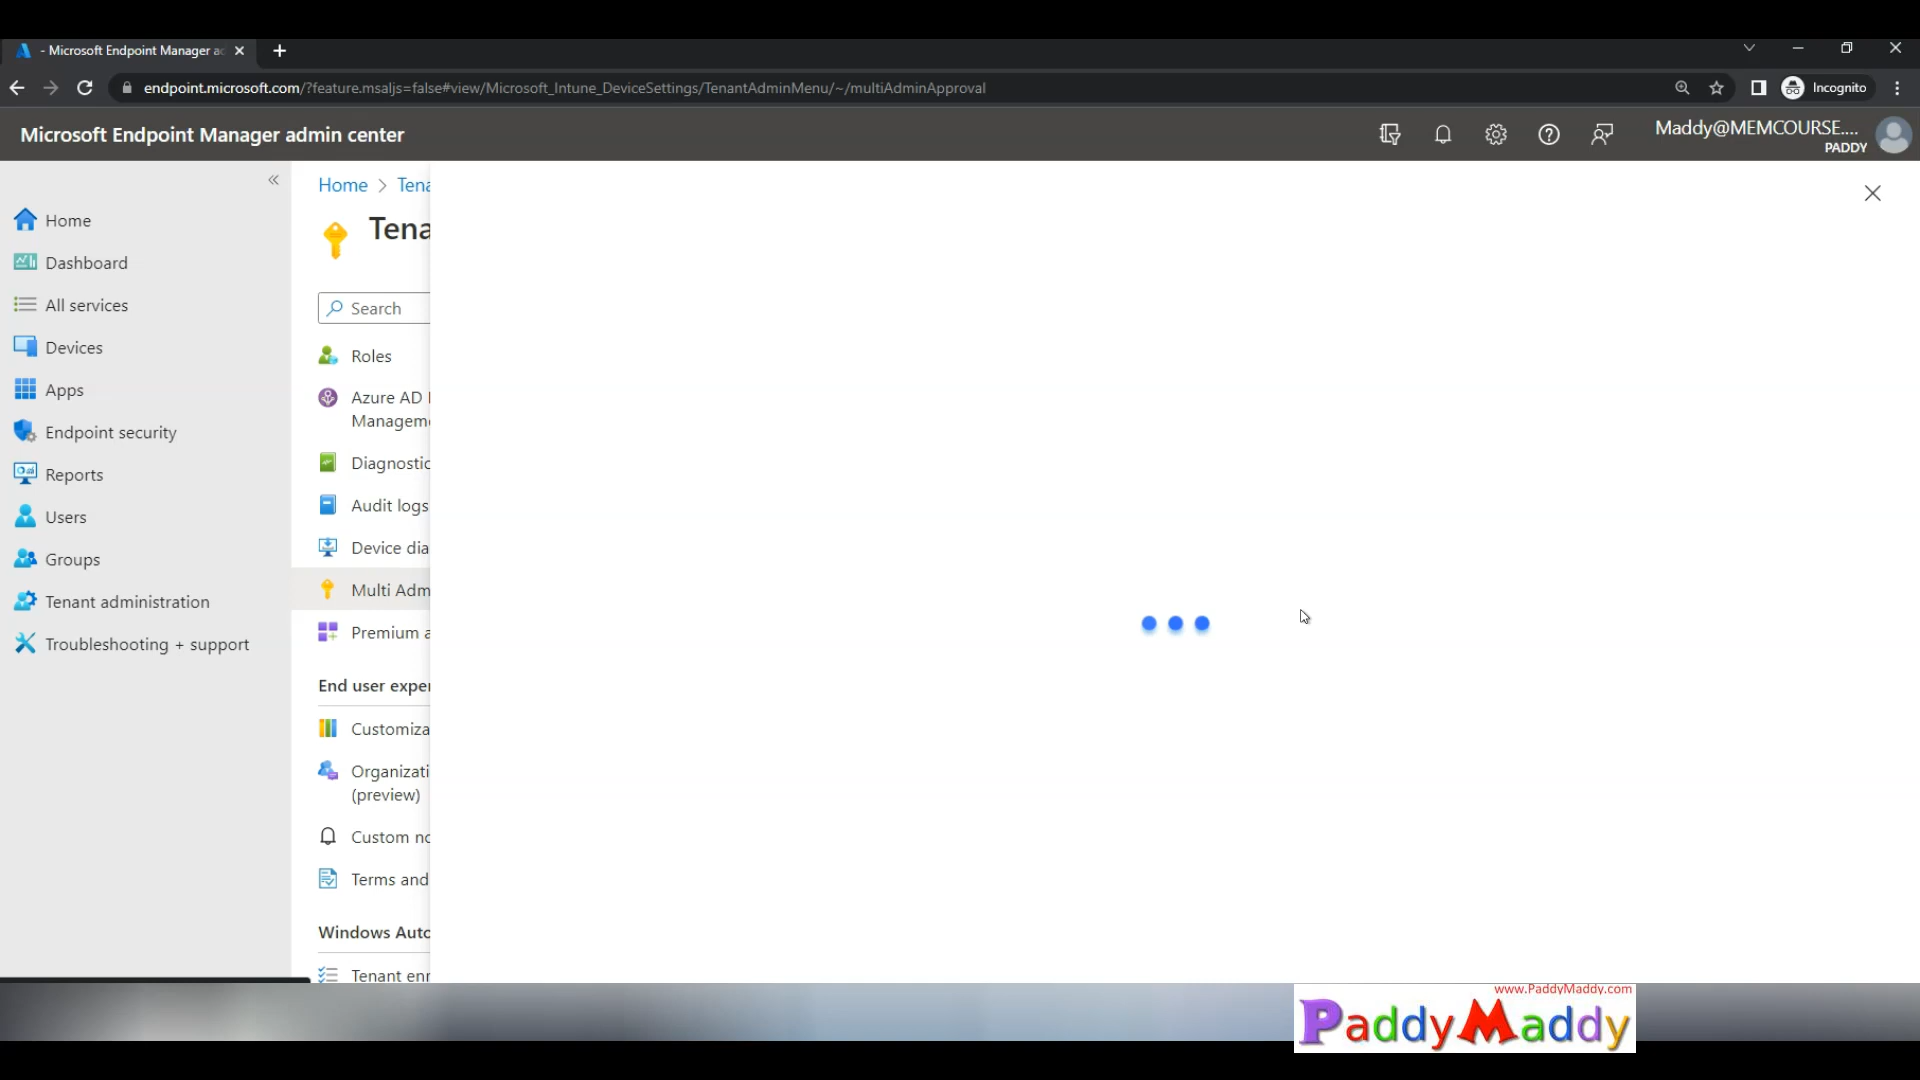 - Microsoft Endpoint Manager ac
endpoint.microsoft.com/?feature.msaljs=false#view/Microsoft_Intune_DeviceSettings/TenantAdminMenu/~/multiAdminApproval
Incognito
Microsoft Endpoint Manager admin center
Maddy@MEMCOURSE....
PADDY
Home > Tena
Tena
Search
Home
Dashboard
All services
Devices
Apps
Endpoint security
Reports
Users
Groups
Tenant administration
Troubleshooting + support
Roles
Azure AD
Managem
Diagnostic
Audit logs
Device dia
Multi Adm
Premium a
End user exper
Customiza
Organizati
(preview)
Custom no
Terms and
Windows Auto
Tenant enr
www.PaddyMaddy.com
PaddyMaddy